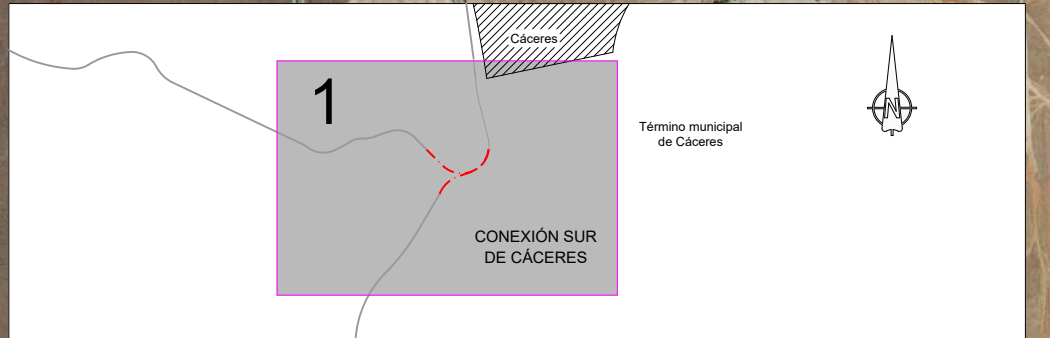 Cáceres
1
N
Término municipal
de Cáceres
CONEXIÓN SUR
DE CÁCERES